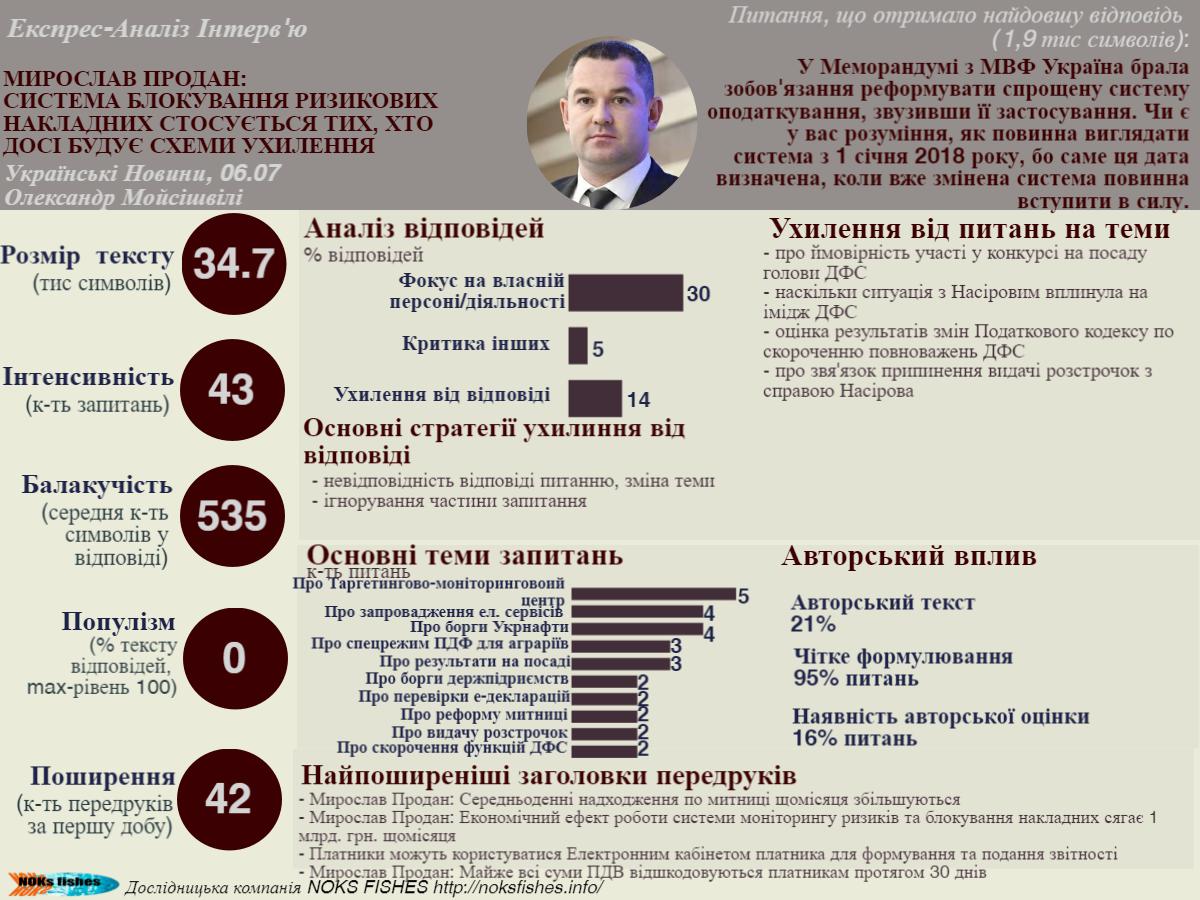 Експрес-Аналіз Інтерв'ю
МИРОСЛАВ ПРОДАН:
СИСТЕМА БЛОКУВАННЯ РИЗИКОВИХ
НАКЛАДНИХ СТОСУЄТЬСЯ ТИХ, ХТО
ДОСІ БУДУЄ СХЕМИ УХИЛЕННЯ
Українські Новини, 06.07
Олександр Мойсішвілі
Питання, що отримало найдовшу відповідь
(1,9 тис символів):
У Меморандумі з МВФ Україна брала
зобов'язання реформувати спрощену систему
оподаткування, звузивши її застосування. Чи є
у вас розуміння, як повинна виглядати
система з 1 січня 2018 року, бо саме ця дата
визначена, коли вже змінена система повинна
вступити в силу.
Розмір тексту
(тис символів)
34.7
Інтенсивність
(к-ть запитань)
43
Балакучість
(середня к-ть
символів у
відповіді)
535
Популізм
(% тексту
відповідей,
max-рівень 100)
0
Поширення
(к-ть передруків
за першу добу)
42
Аналіз відповідей
% відповідей
Фокус на власній
персоні/діяльності
30
Критика інших
5
Ухилення від відповіді
14
Основні стратегії ухилиння від
відповіді
- невідповідність відповіді питанню, зміна теми
- ігнорування частини запитання
Ухилення від питань на теми
- про ймовірність участі у конкурсі на посаду
голови ДФС
- наскільки ситуація з Насіровим вплинула на
імідж ДФС
- оцінка результатів змін Податкового кодексу по
скороченню повноважень ДФС
- про звя'язок припинення видачі розстрочок з
справою Насірова
Основні теми запитань
к-ть питань
Про Таргетингово-моніторинговоий
центр
5
Про запровадження ел. сервісів
4
Про борги Укрнафти
4
Про спецрежим ПДФ для аграріїв
3
Про результати на посаді
3
Про борги держпідриємств
2
Про перевірки е-декларацій
2
Про реформу митниці
2
Про видачу розстрочок
2
Про скорочення функцій ДФС
2
Авторський вплив
Авторський текст
21%
Чітке формулювання
95% питань
Наявність авторської оцінки
16% питань
Найпоширеніші заголовки передруків
- Мирослав Продан: Середньоденні надходження по митниці щомісяця збільшуються
- Мирослав Продан: Економічний ефект роботи системи моніторингу ризиків та блокування накладних сягає 1
млрд. грн. щомісяця
- Платники можуть користуватися Електронним кабінетом платника для формування та подання звітності
- Мирослав Продан: Майже всі суми ПДВ відшкодовуються платникам протягом 30 днів
NOKs fishes
Дослідницька компанія NOKS FISHES http://noksfishes.info/